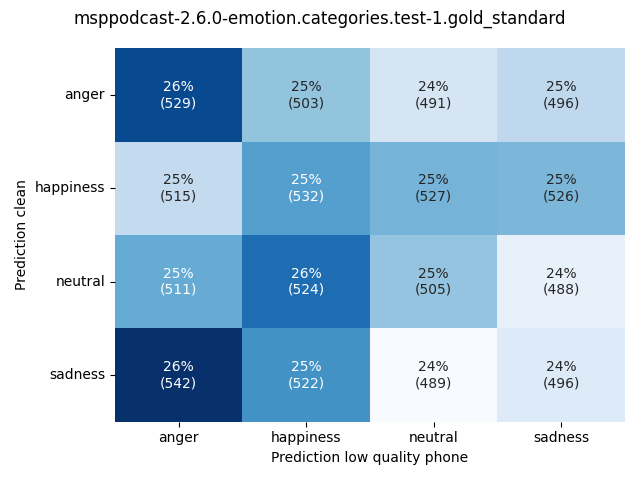 msppodcast-2.6.0-emotion.categories.test-1.gold_standard
Prediction clean
anger
26%
(529)
25%
(503)
24%
(491)
25%
(496)
happiness
25%
(515)
25%
(532)
25%
(527)
25%
(526)
neutral
25%
(511)
26%
(524)
25%
(505)
24%
(488)
sadness
26%
(542)
25%
(522)
24%
(489)
24%
(496)
anger
happiness
neutral
sadness
Prediction low quality phone